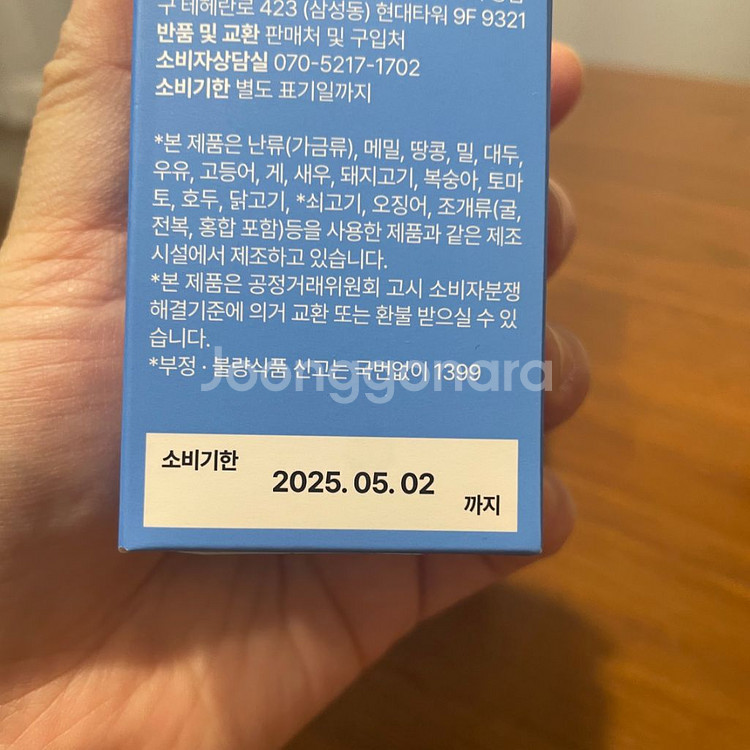 구 테헤란로 423 (삼성동) 현대타워 9F 9321
반품 및 교환 판매처 및 구입처
소비자상담실 070-5217-1702
소비기한 별도 표기일까지
*본 제품은 난류(가금류), 메밀, 땅콩, 밀, 대두,
우유, 고등어, 게, 새우, 돼지고기, 복숭아, 토마
토, 호두, 닭고기, *쇠고기, 오징어, 조개류(굴,
전복, 홍합 포함)등을 사용한 제품과 같은 제조
시설에서 제조하고 있습니다.
*본 제품은 공정거래위원회 고시 소비자분쟁
해결기준에 의거 교환 또는 환불 받으실 수 있
습니다.
*부정 · 불량식품 신고는 국번없이 1399
Joonggonara
소비기한
2025. 05. 02
까지